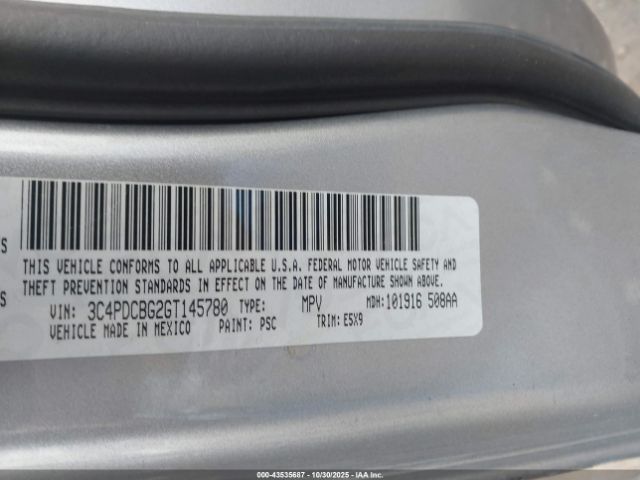 S
THIS VEHICLE CONFORMS TO ALL APPLICABLE U.S.A. FEDERAL MOTOR VEHICLE SAFETY AND
THEFT PREVENTION STANDARDS IN EFFECT ON THE DATE OF MANUFACTURE SHOWN ABOVE.
S
VIN: 3C4PDCBG2GT145780 TYPE: MPV MDH: 101916 508AA
VEHICLE MADE IN MEXICO PAINT: PSC TRIM: E5X9
000-43535687 - 10/30/2025 - IAAI.com.